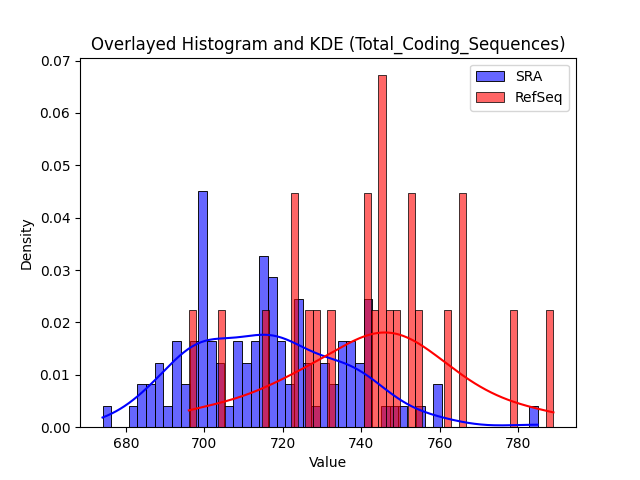 Overlayed Histogram and KDE (Total_Coding_Sequences)
0.07
0.06
0.05
0.04
0.03
0.02
0.01
0.00
Density
SRA
RefSeq
680 700 720 740 760 780
Value